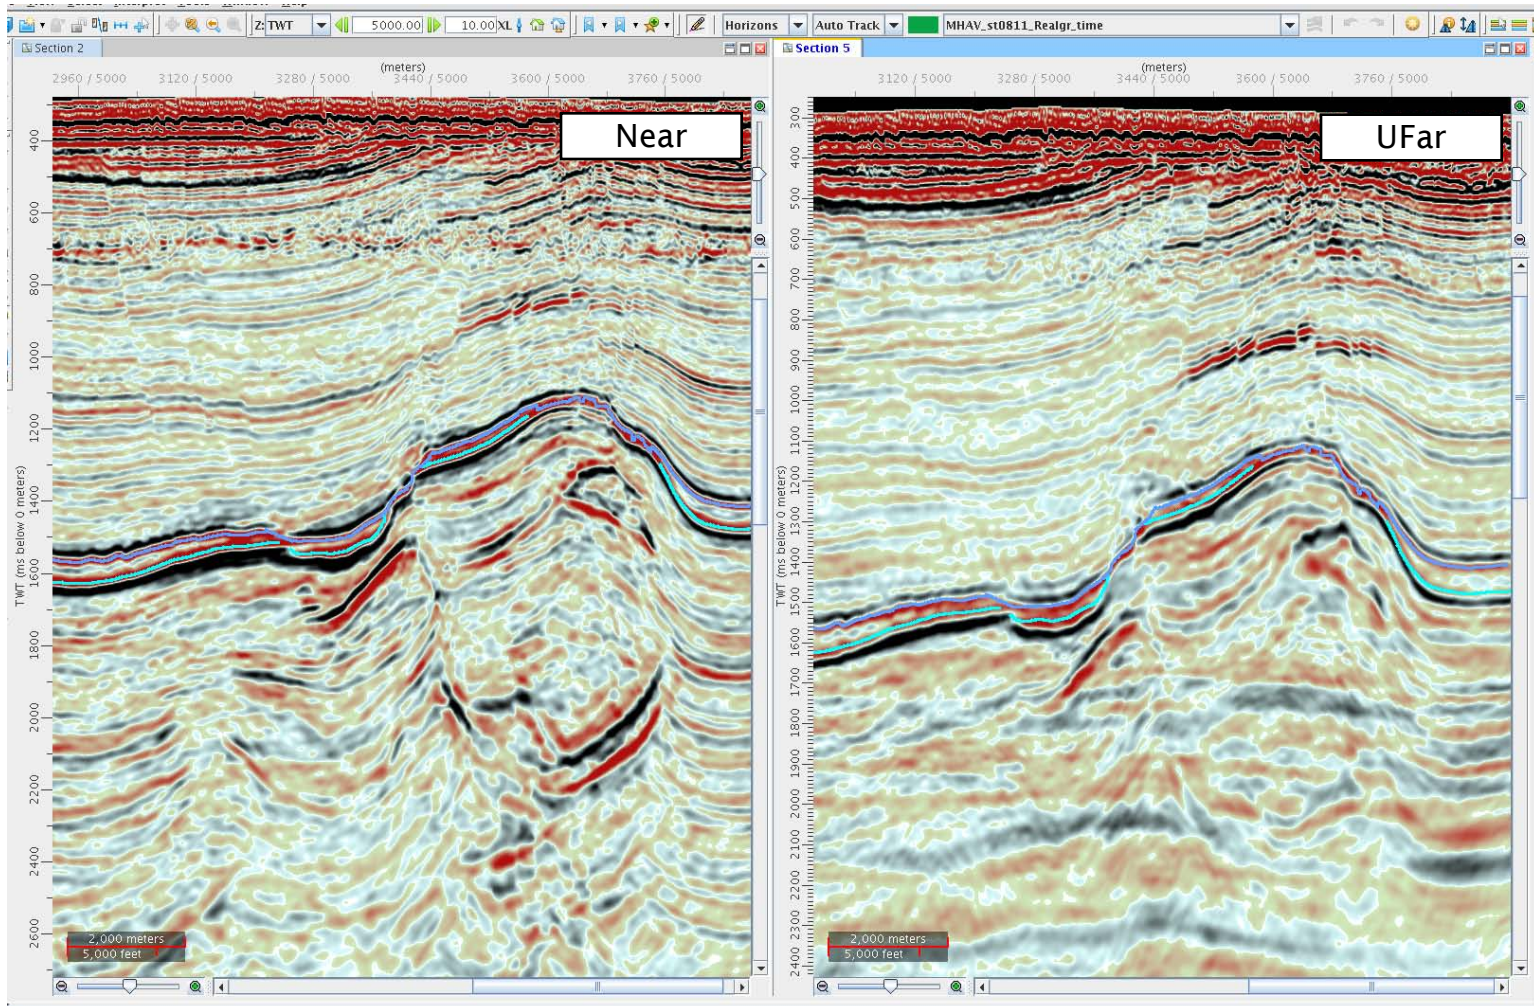 Z: TWT 5000.00 10.00 XL Horizons Auto Track MHAV_st0811_Realgr_time
Section 2
Section 5
(meters)
2960 / 5000 3120 / 5000 3280 / 5000 3440 / 5000 3600 / 5000 3760 / 5000
Near
TWT (ms below 0 meters)
400
600
800
1000
1200
1400
1600
1800
2000
2200
2400
2600
2,000 meters
5,000 feet
(meters)
3120 / 5000 3280 / 5000 3440 / 5000 3600 / 5000 3760 / 5000
UFar
TWT (ms below 0 meters)
300
400
500
600
700
800
900
1000
1100
1200
1300
1400
1500
1600
1700
1800
1900
2000
2100
2200
2300
2400
2,000 meters
5,000 feet